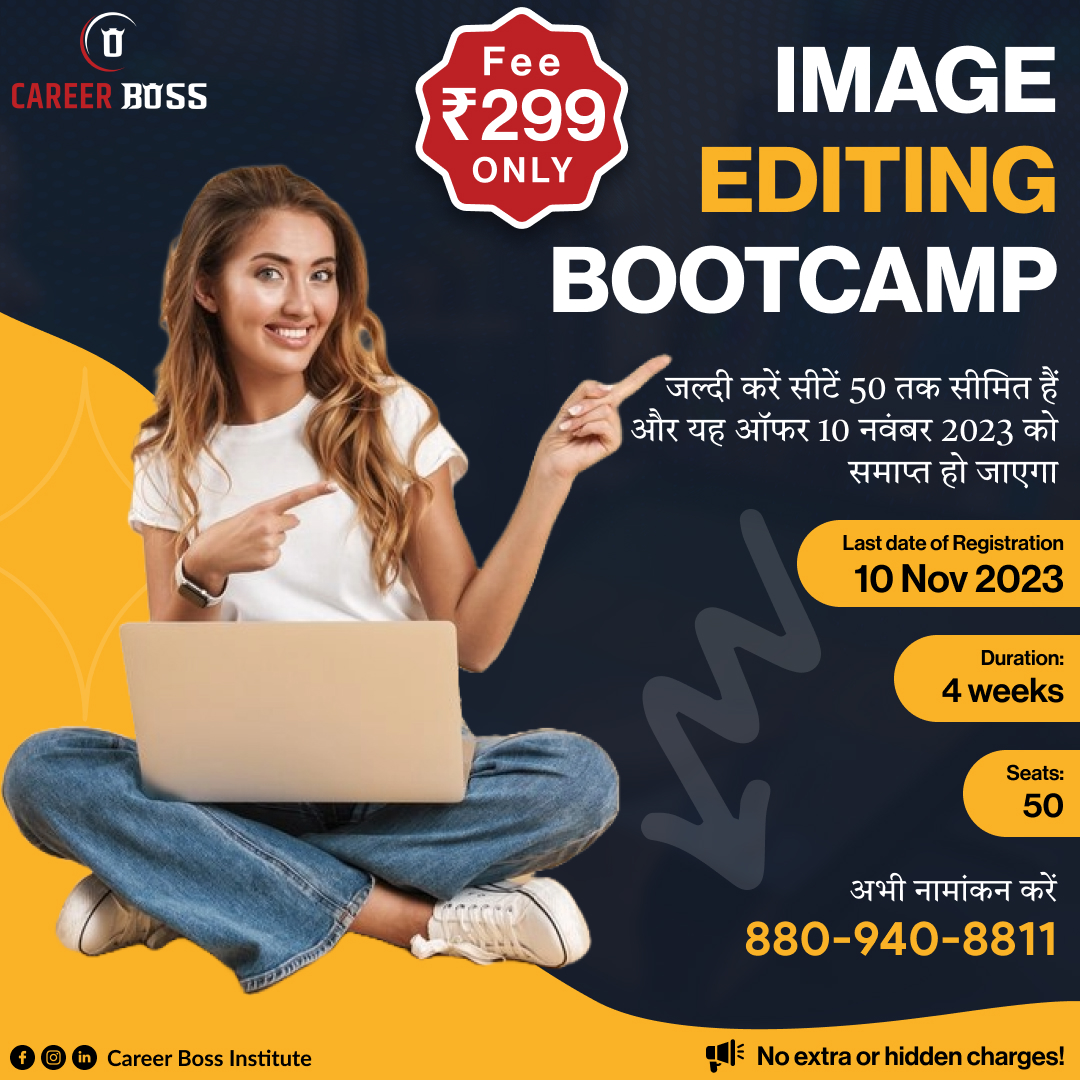 CAREER BOSS
Fee
₹299
ONLY
IMAGE
EDITING
BOOTCAMP
जल्दी करें सीटें 50 तक सीमित हैं
और यह ऑफर 10 नवंबर 2023 को
समाप्त हो जाएगा
Last date of Registration
10 Nov 2023
Duration:
4 weeks
Seats:
50
अभी नामांकन करें
880-940-8811
Career Boss Institute
No extra or hidden charges!